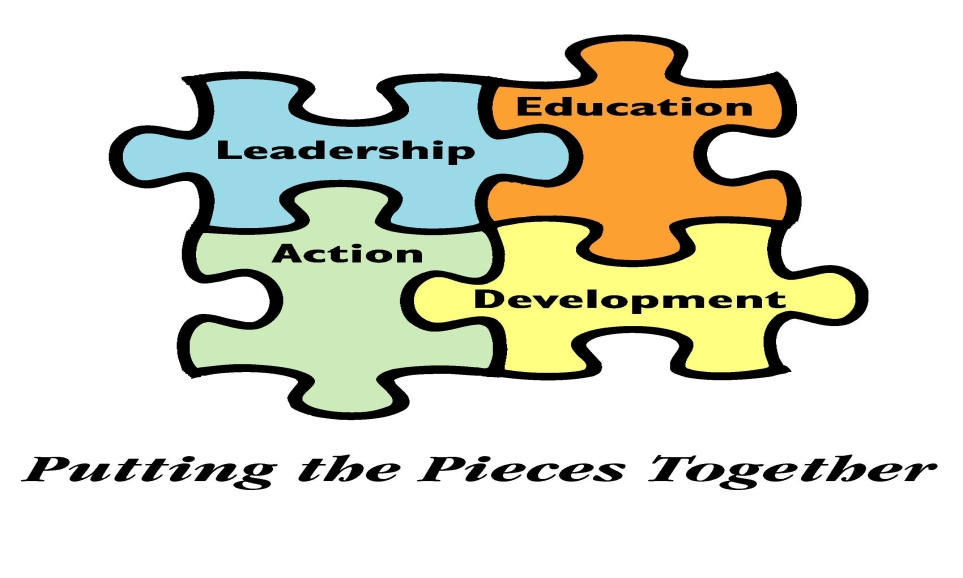 Leadership
Education
Action
Development
Putting the Pieces Together